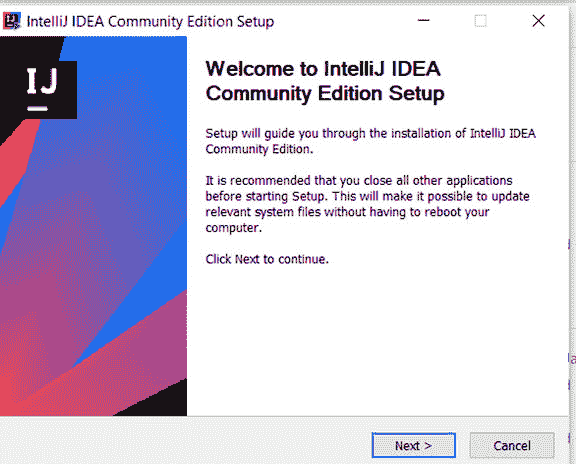 IntelliJ IDEA Community Edition Setup
IJ
Welcome to IntelliJ IDEA
Community Edition Setup
Setup will guide you through the installation of IntelliJ IDEA
Community Edition.
It is recommended that you close all other applications
before starting Setup. This will make it possible to update
relevant system files without having to reboot your
computer.
Click Next to continue.
Next >
Cancel